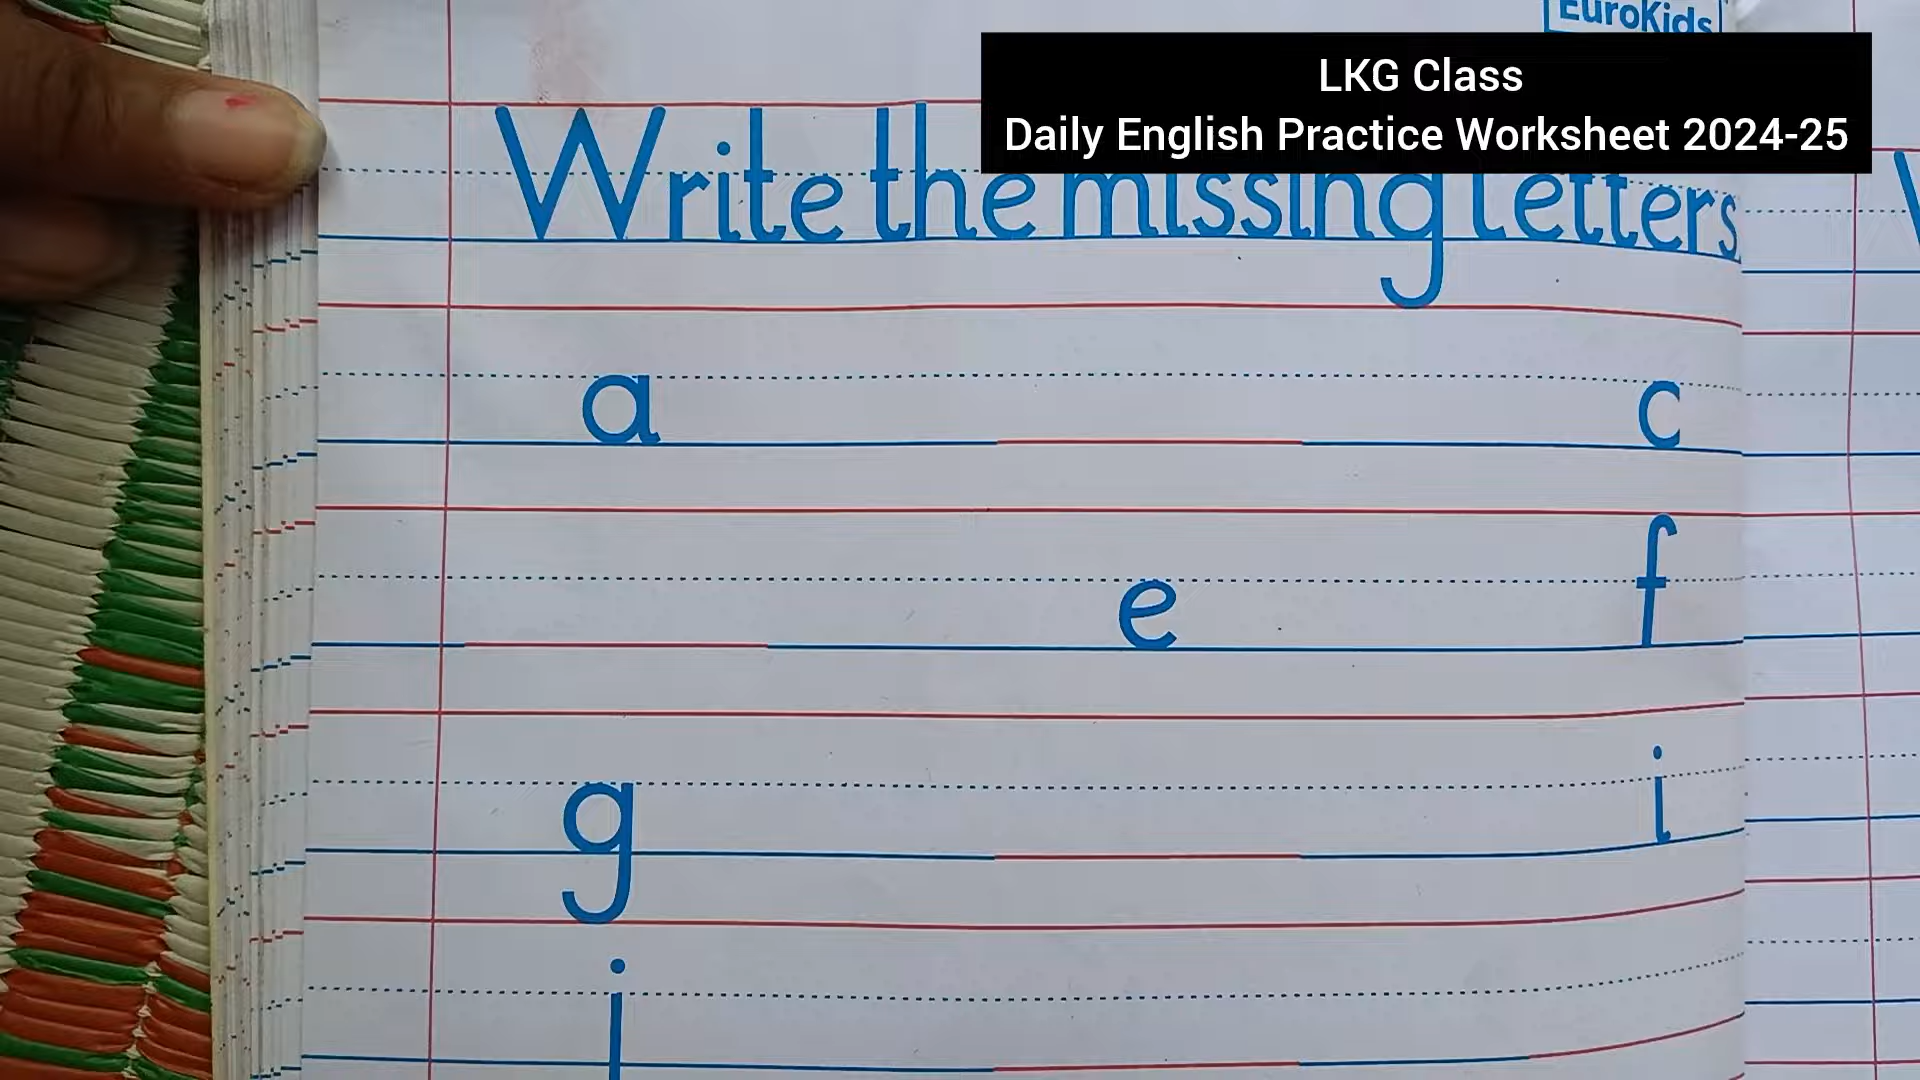 EuroKids
LKG Class
Daily English Practice Worksheet 2024-25
Write the missing letters
a c
e f
g i
j